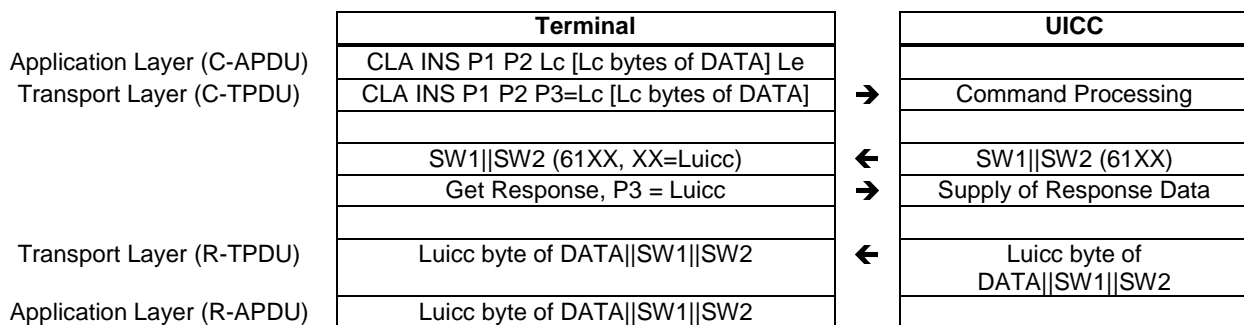 Terminal UICC
Application Layer (C-APDU) CLA INS P1 P2 Lc [Lc bytes of DATA] Le
Transport Layer (C-TPDU) CLA INS P1 P2 P3=Lc [Lc bytes of DATA] → Command Processing
SW1||SW2 (61XX, XX=Luicc) ← SW1||SW2 (61XX)
Get Response, P3 = Luicc → Supply of Response Data
Transport Layer (R-TPDU) Luicc byte of DATA||SW1||SW2 ← Luicc byte of
DATA||SW1||SW2
Application Layer (R-APDU) Luicc byte of DATA||SW1||SW2